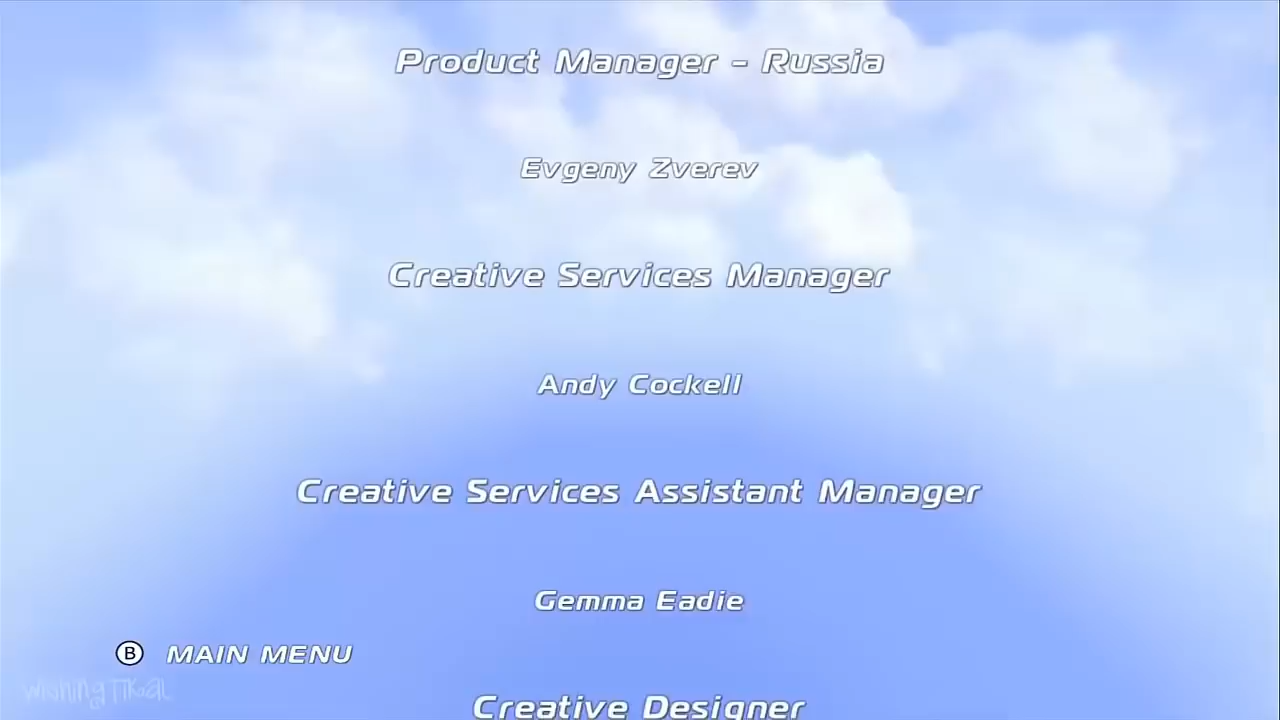 Product Manager - Russia
Evgeny Zverev
Creative Services Manager
Andy Cockell
Creative Services Assistant Manager
Gemma Eadie
B MAIN MENU
wishingTikal
Creative Designer